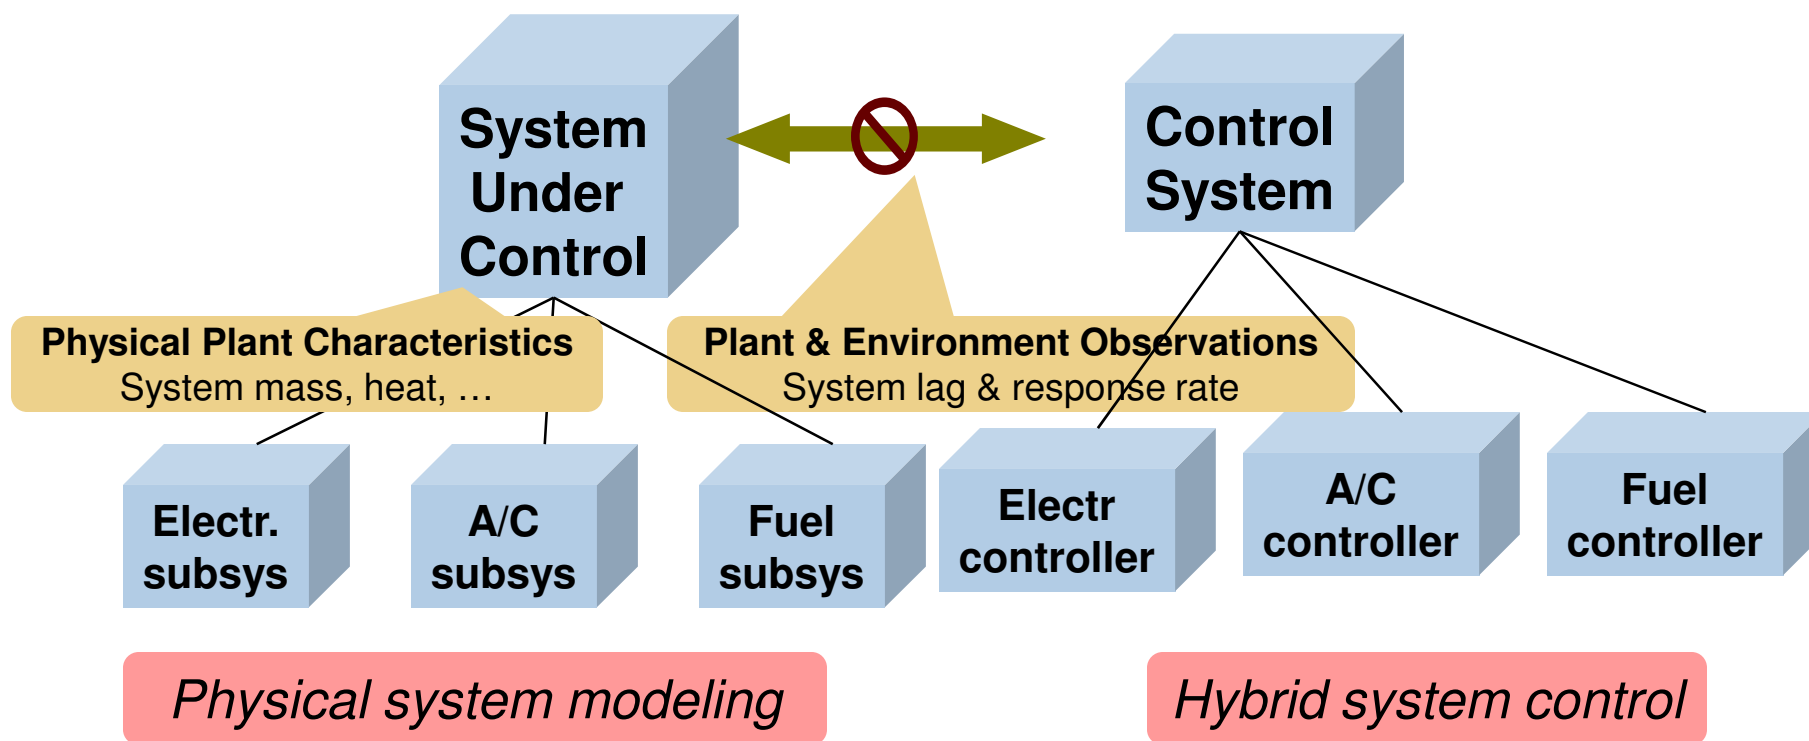 System
Under
Control
Control
System
Physical Plant Characteristics
System mass, heat, …
Plant & Environment Observations
System lag & response rate
Electr.
subsys
A/C
subsys
Fuel
subsys
Electr
controller
A/C
controller
Fuel
controller
Physical system modeling
Hybrid system control